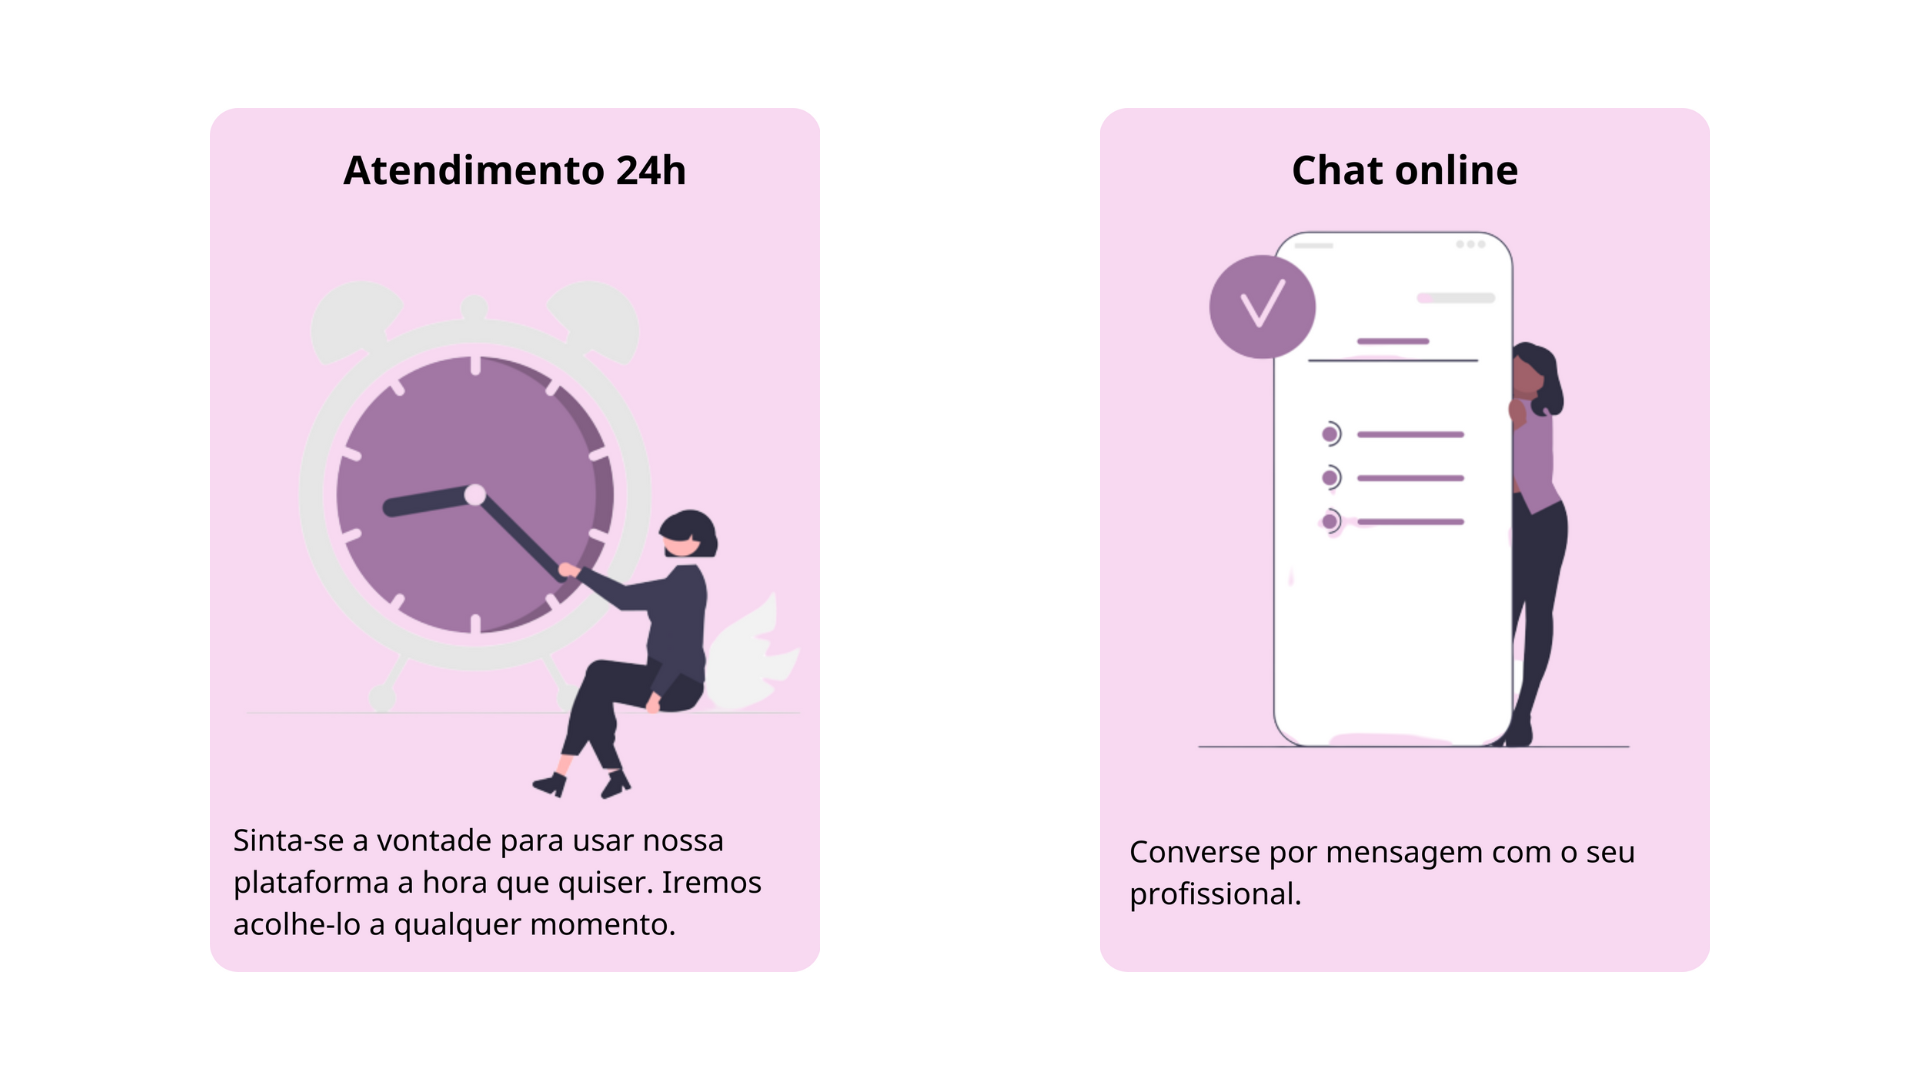 Atendimento 24h
Sinta-se a vontade para usar nossa
plataforma a hora que quiser. Iremos
acolhe-lo a qualquer momento.
Chat online
Converse por mensagem com o seu
profissional.